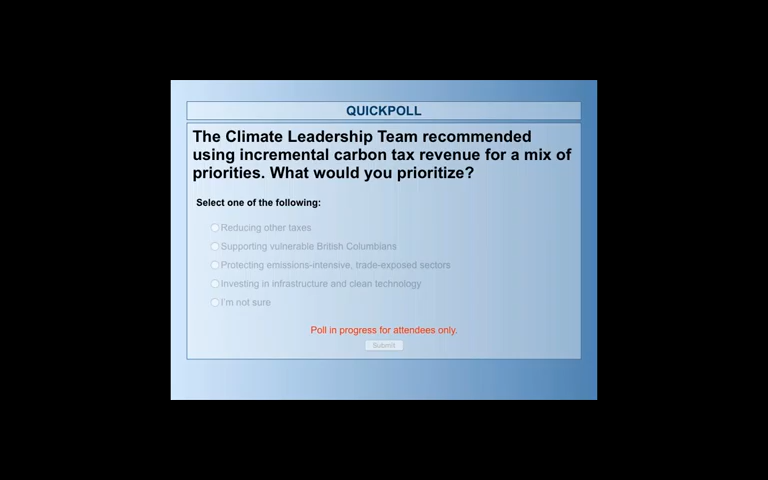 QUICKPOLL
The Climate Leadership Team recommended
using incremental carbon tax revenue for a mix of
priorities. What would you prioritize?
Select one of the following:
Reducing other taxes
Supporting vulnerable British Columbians
Protecting emissions-intensive, trade-exposed sectors
Investing in infrastructure and clean technology
I'm not sure
Poll in progress for attendees only.
Submit